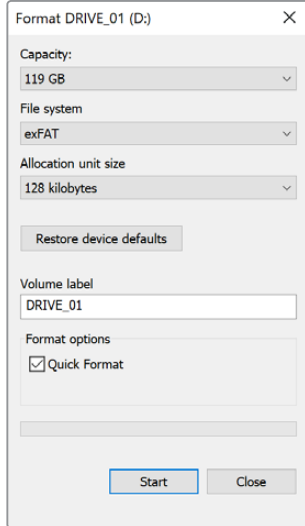 Format DRIVE_01 (D:)
Capacity:
119 GB
File system
exFAT
Allocation unit size
128 kilobytes
Restore device defaults
Volume label
DRIVE_01
Format options
Quick Format
Start Close